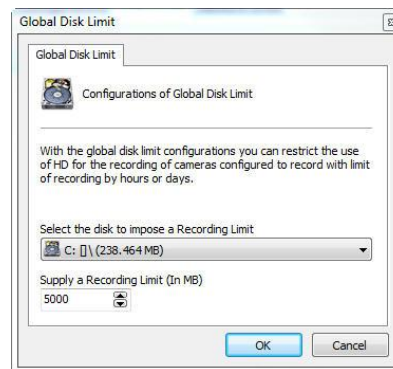 Global Disk Limit
Global Disk Limit
Configurations of Global Disk Limit
With the global disk limit configurations you can restrict the use
of HD for the recording of cameras configured to record with limit
of recording by hours or days.
Select the disk to impose a Recording Limit
C: []\ (238.464 MB)
Supply a Recording Limit (In MB)
5000
OK
Cancel